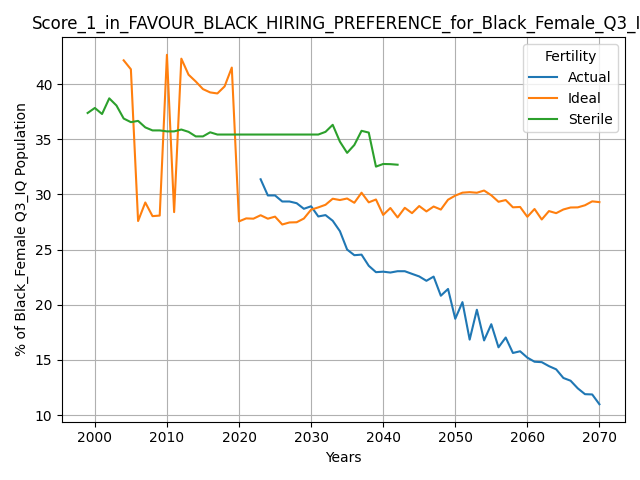 Score_1_in_FAVOUR_BLACK_HIRING_PREFERENCE_for_Black_Female_Q3_I
Fertility
Actual
Ideal
Sterile
% of Black_Female Q3_IQ Population
40
35
30
25
20
15
10
2000
2010
2020
2030
2040
2050
2060
2070
Years